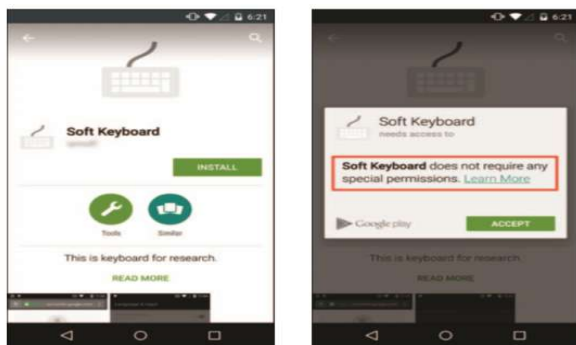 6:21
Soft Keyboard
INSTALL
Tools
Similar
This is keyboard for research.
READ MORE
6:21
Soft Keyboard
needs access to
Soft Keyboard does not require any
special permissions. Learn More
Google play
ACCEPT
This is keyboard for research.
READ MORE